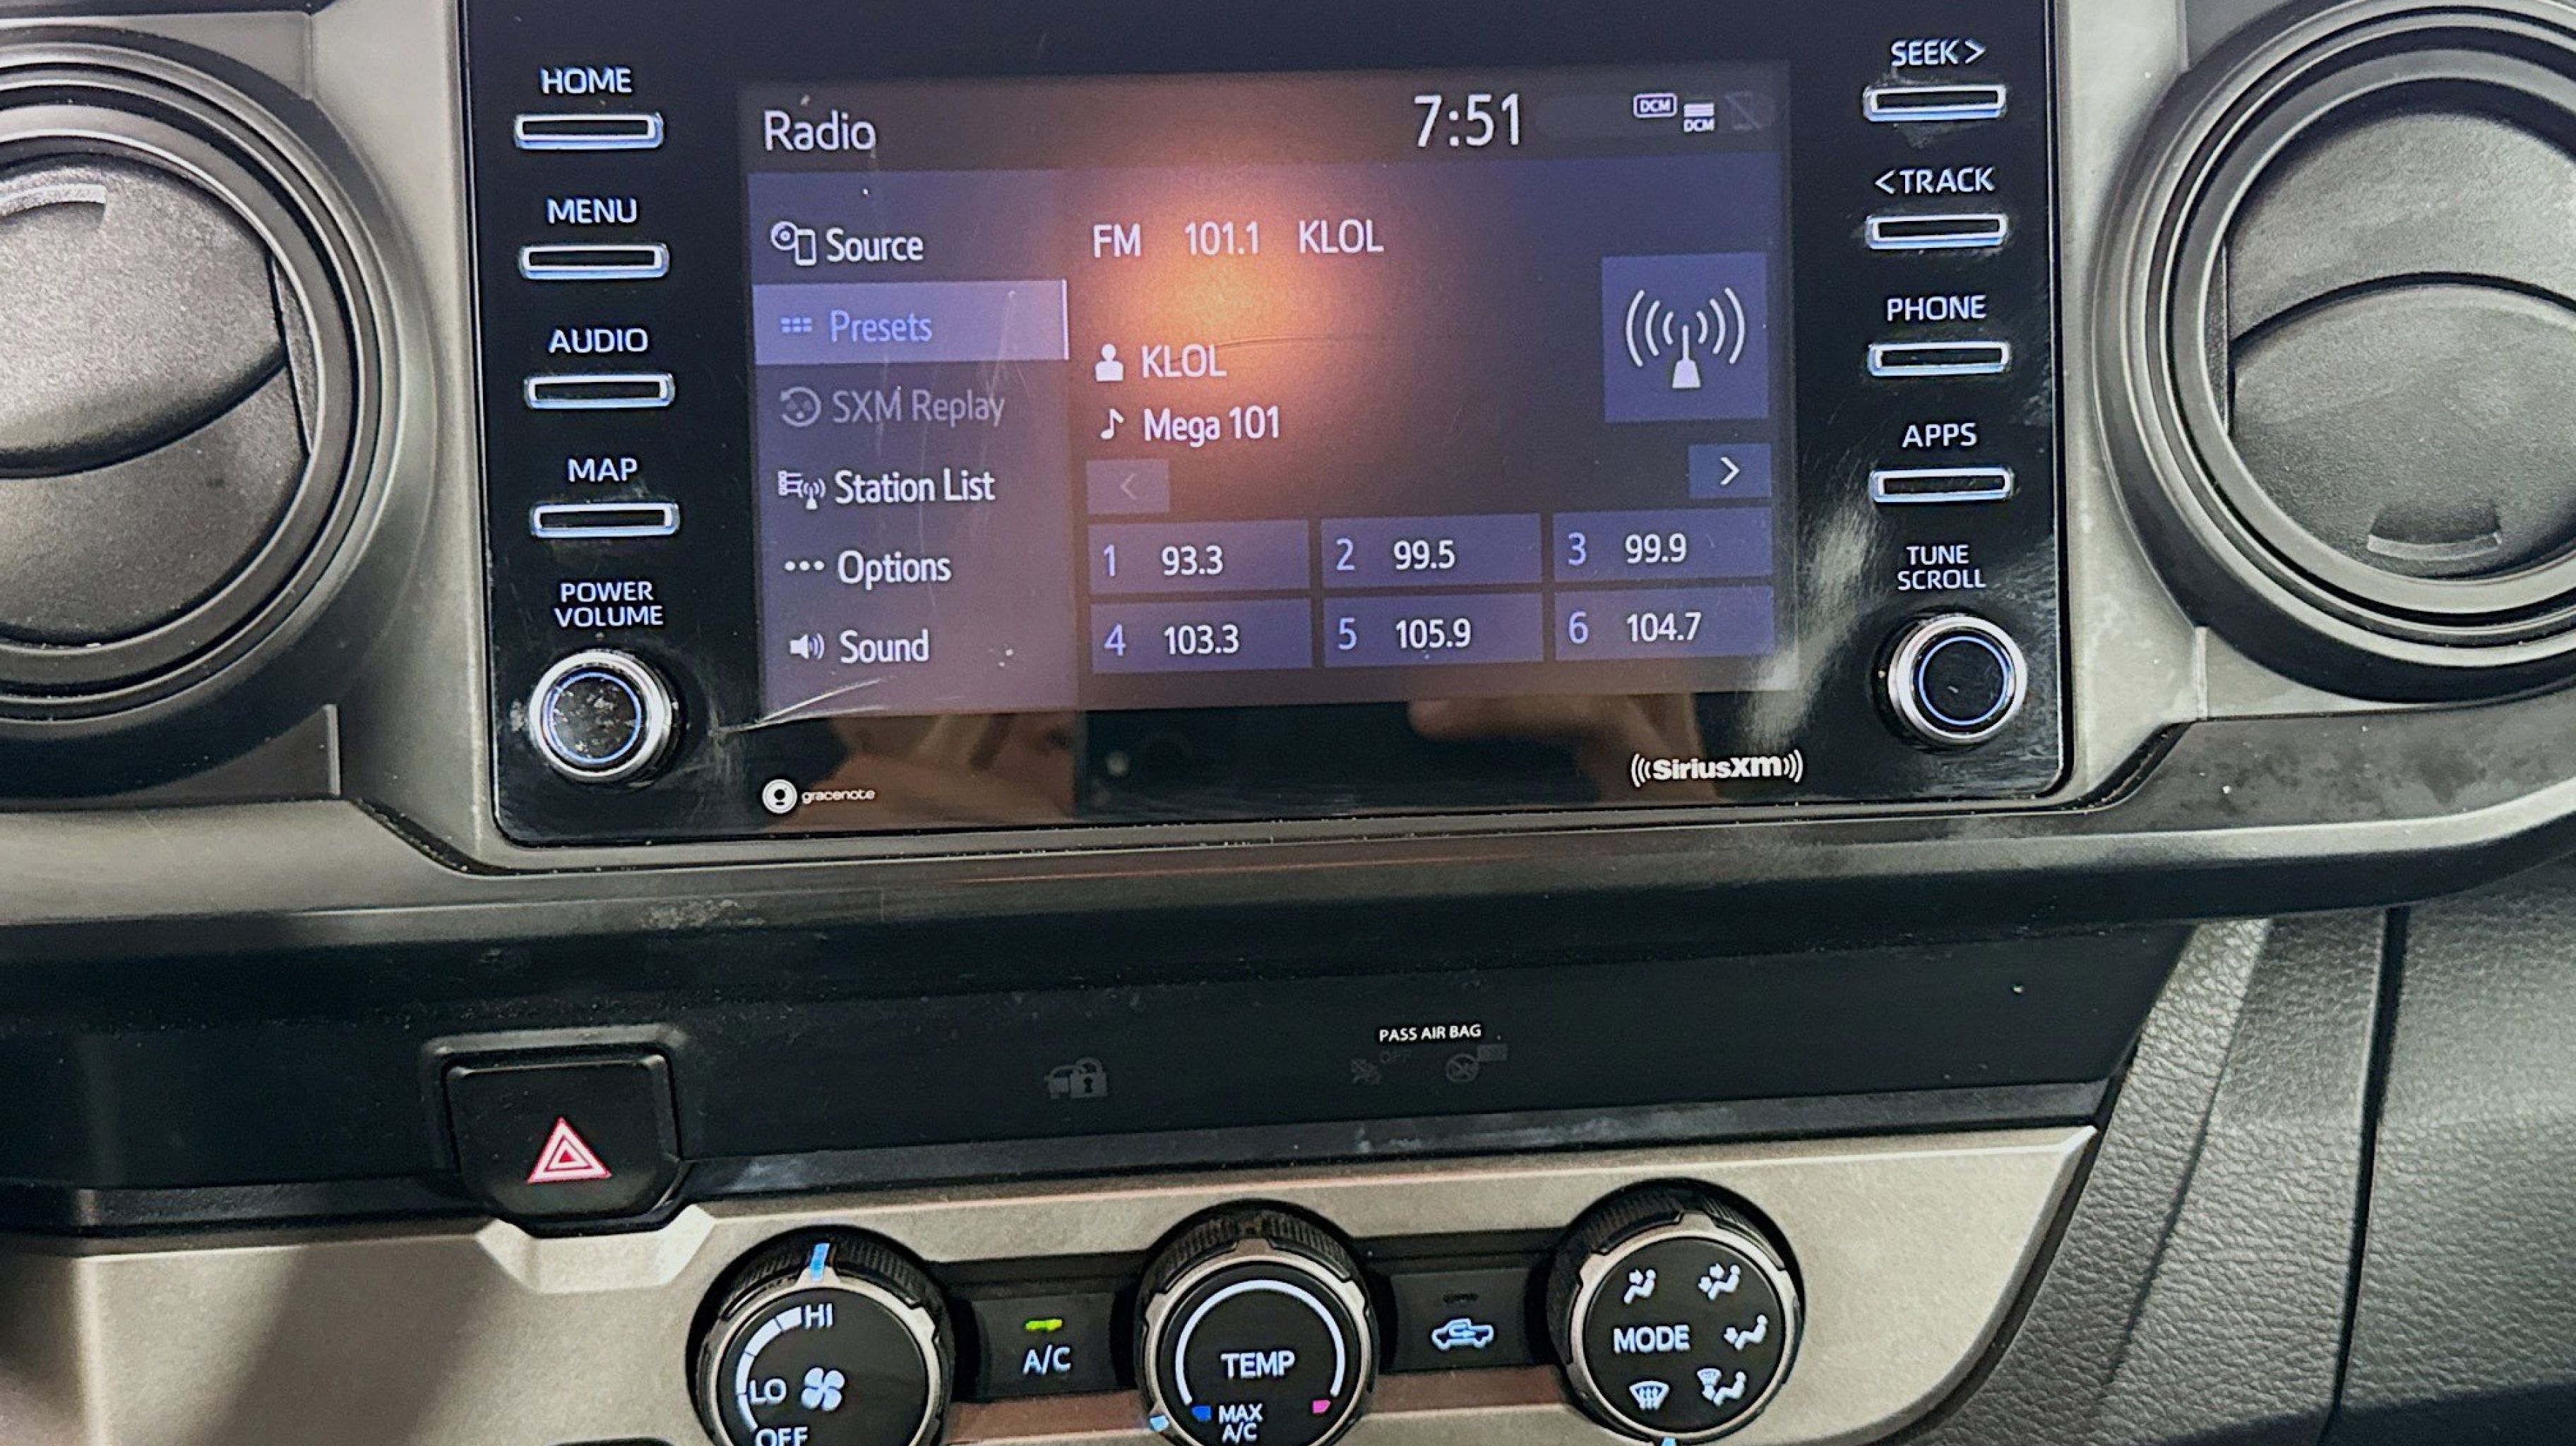 HOME
MENU
AUDIO
MAP
POWER
VOLUME
Radio
7:51
DCM
DCM
Source
Presets
SXM Replay
Station List
Options
Sound
FM 101.1 KLOL
KLOL
Mega 101
<
>
1 93.3
2 99.5
3 99.9
4 103.3
5 105.9
6 104.7
SEEK >
< TRACK
PHONE
APPS
TUNE
SCROLL
gracenote
((SiriusXM))
PASS AIR BAG
OFF
HI
LO
OFF
A/C
TEMP
MAX
A/C
MODE